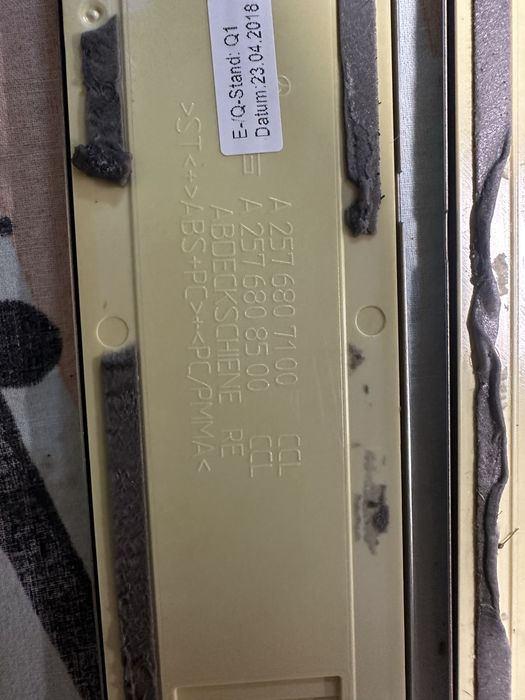 E-/Q-Stand: Q1
Datum:23.04.2018
A 257 680 71 00 CCL
A 257 680 85 00 CCL
ABDECKSCHIENE RE
>ST<+>ABS+PC>+<PC/PMMA<